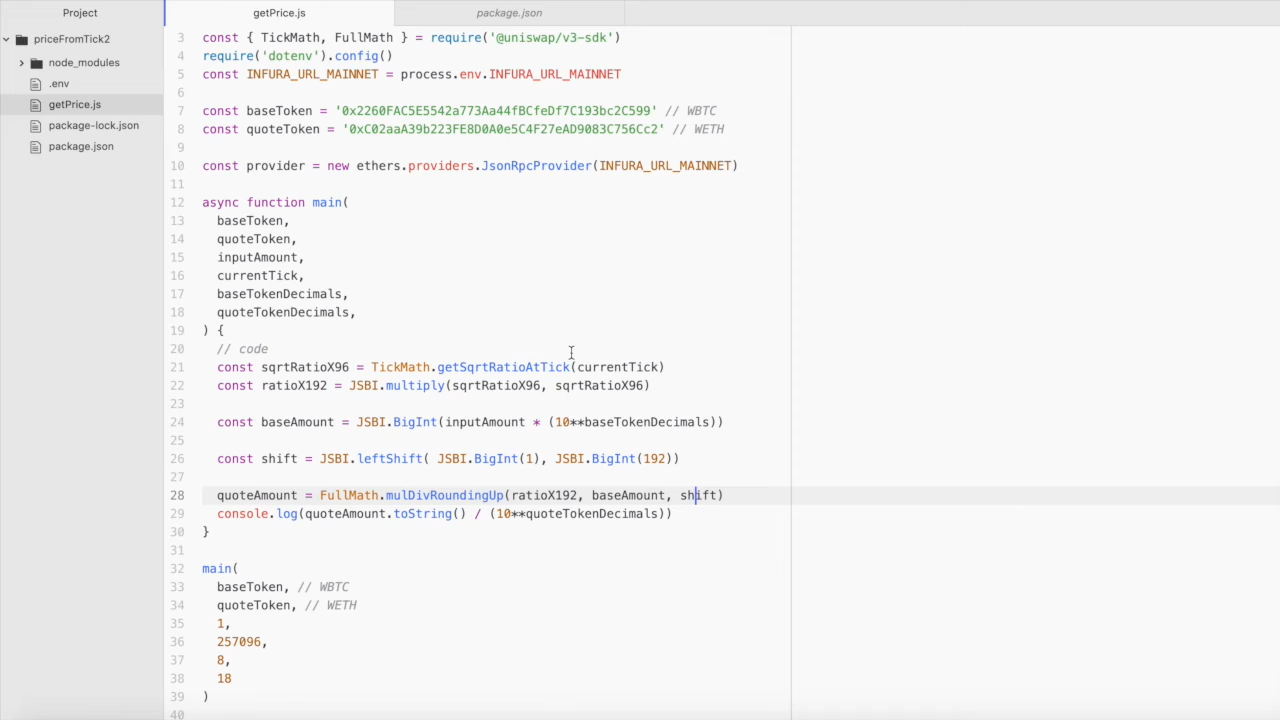 Project
getPrice.js
package.json
priceFromTick2
node_modules
.env
getPrice.js
package-lock.json
package.json
3 const { TickMath, FullMath } = require('@uniswap/v3-sdk')
4 require('dotenv').config()
5 const INFURA_URL_MAINNET = process.env.INFURA_URL_MAINNET
6
7 const baseToken = '0x2260FAC5E5542a773Aa44fBCfeDf7C193bc2C599' // WBTC
8 const quoteToken = '0xC02aaA39b223FE8D0A0e5C4F27eAD9083C756Cc2' // WETH
9
10 const provider = new ethers.providers.JsonRpcProvider(INFURA_URL_MAINNET)
11
12 async function main(
13 baseToken,
14 quoteToken,
15 inputAmount,
16 currentTick,
17 baseTokenDecimals,
18 quoteTokenDecimals,
19 ) {
20 // code
21 const sqrtRatioX96 = TickMath.getSqrtRatioAtTick(currentTick)
22 const ratioX192 = JSBI.multiply(sqrtRatioX96, sqrtRatioX96)
23
24 const baseAmount = JSBI.BigInt(inputAmount * (10**baseTokenDecimals))
25
26 const shift = JSBI.leftShift( JSBI.BigInt(1), JSBI.BigInt(192))
27
28 quoteAmount = FullMath.mulDivRoundingUp(ratioX192, baseAmount, shift)
29 console.log(quoteAmount.toString() / (10**quoteTokenDecimals))
30 }
31
32 main(
33 baseToken, // WBTC
34 quoteToken, // WETH
35 1,
36 257096,
37 8,
38 18
39 )
40